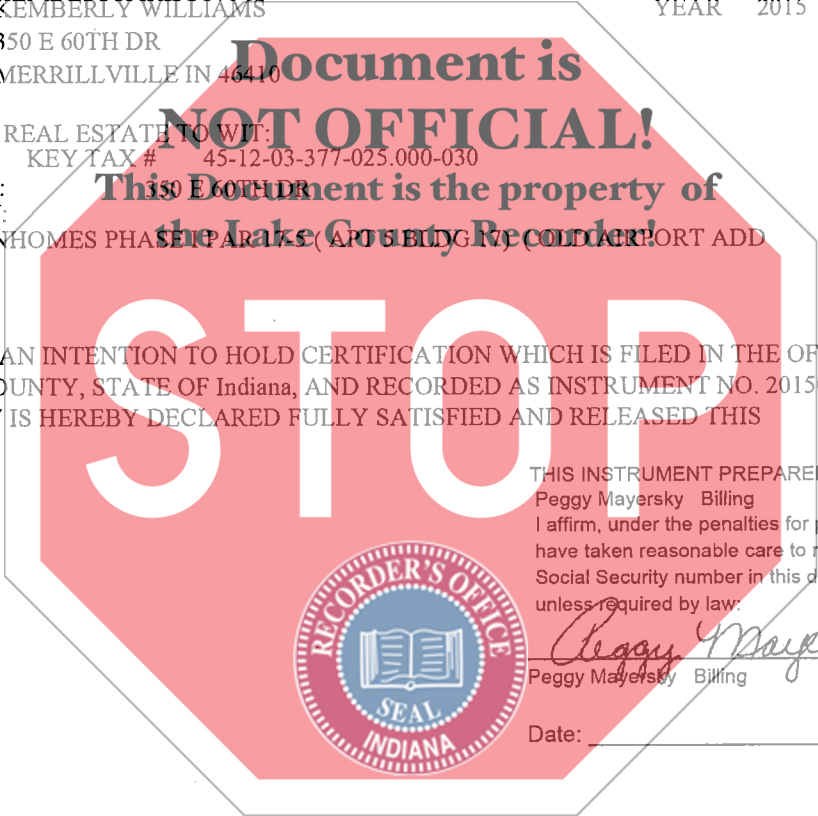 KEMBERLY WILLIAMS YEAR 2015
350 E 60TH DR
MERRILLVILLE IN 46410
Document is
NOT OFFICIAL!
REAL ESTATE TO WIT:
KEY TAX # 45-12-03-377-025.000-030
: 350 E 60TH DR
This Document is the property of
the Lake County Recorder!
NHOMES PHASE I PAR 17-5 ( APT 5 BLDG 17) ( OLD AIRPORT ADD
STOP
AN INTENTION TO HOLD CERTIFICATION WHICH IS FILED IN THE OF
OUNTY, STATE OF Indiana, AND RECORDED AS INSTRUMENT NO. 2015
IS HEREBY DECLARED FULLY SATISFIED AND RELEASED THIS
THIS INSTRUMENT PREPARE
Peggy Mayersky Billing
I affirm, under the penalties for p
have taken reasonable care to r
Social Security number in this d
unless required by law:
Peggy Maye
Peggy Mayersky Billing
Date:
RECORDER'S OFFICE
SEAL
INDIANA